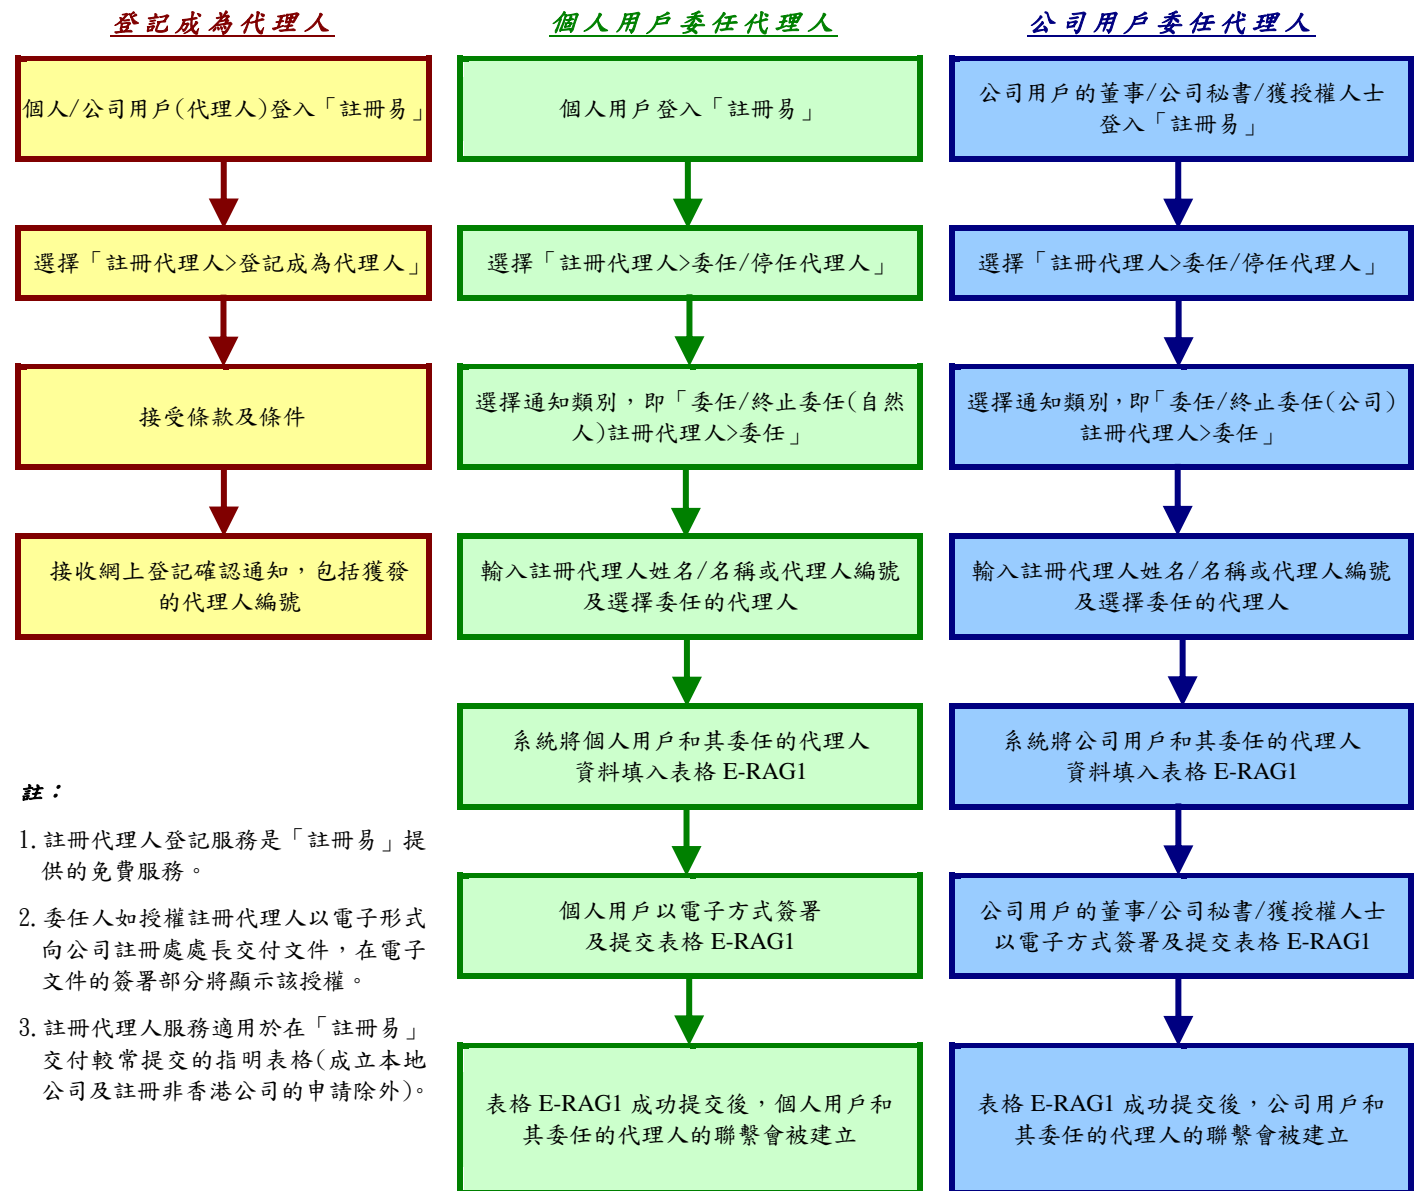 登記成為代理人
個人/公司用戶(代理人)登入「註冊易」
選擇「註冊代理人>登記成為代理人」
接受條款及條件
接收網上登記確認通知，包括獲發
的代理人編號
註：
1. 註冊代理人登記服務是「註冊易」提
供的免費服務。
2. 委任人如授權註冊代理人以電子形式
向公司註冊處處長交付文件，在電子
文件的簽署部分將顯示該授權。
3. 註冊代理人服務適用於在「註冊易」
交付較常提交的指明表格(成立本地
公司及註冊非香港公司的申請除外)。
個人用戶委任代理人
個人用戶登入「註冊易」
選擇「註冊代理人>委任/停任代理人」
選擇通知類別，即「委任/終止委任(自然
人)註冊代理人>委任」
輸入註冊代理人姓名/名稱或代理人編號
及選擇委任的代理人
系統將個人用戶和其委任的代理人
資料填入表格 E-RAG1
個人用戶以電子方式簽署
及提交表格 E-RAG1
表格 E-RAG1 成功提交後，個人用戶和
其委任的代理人的聯繫會被建立
公司用戶委任代理人
公司用戶的董事/公司秘書/獲授權人士
登入「註冊易」
選擇「註冊代理人>委任/停任代理人」
選擇通知類別，即「委任/終止委任(公司)
註冊代理人>委任」
輸入註冊代理人姓名/名稱或代理人編號
及選擇委任的代理人
系統將公司用戶和其委任的代理人
資料填入表格 E-RAG1
公司用戶的董事/公司秘書/獲授權人士
以電子方式簽署及提交表格 E-RAG1
表格 E-RAG1 成功提交後，公司用戶和
其委任的代理人的聯繫會被建立